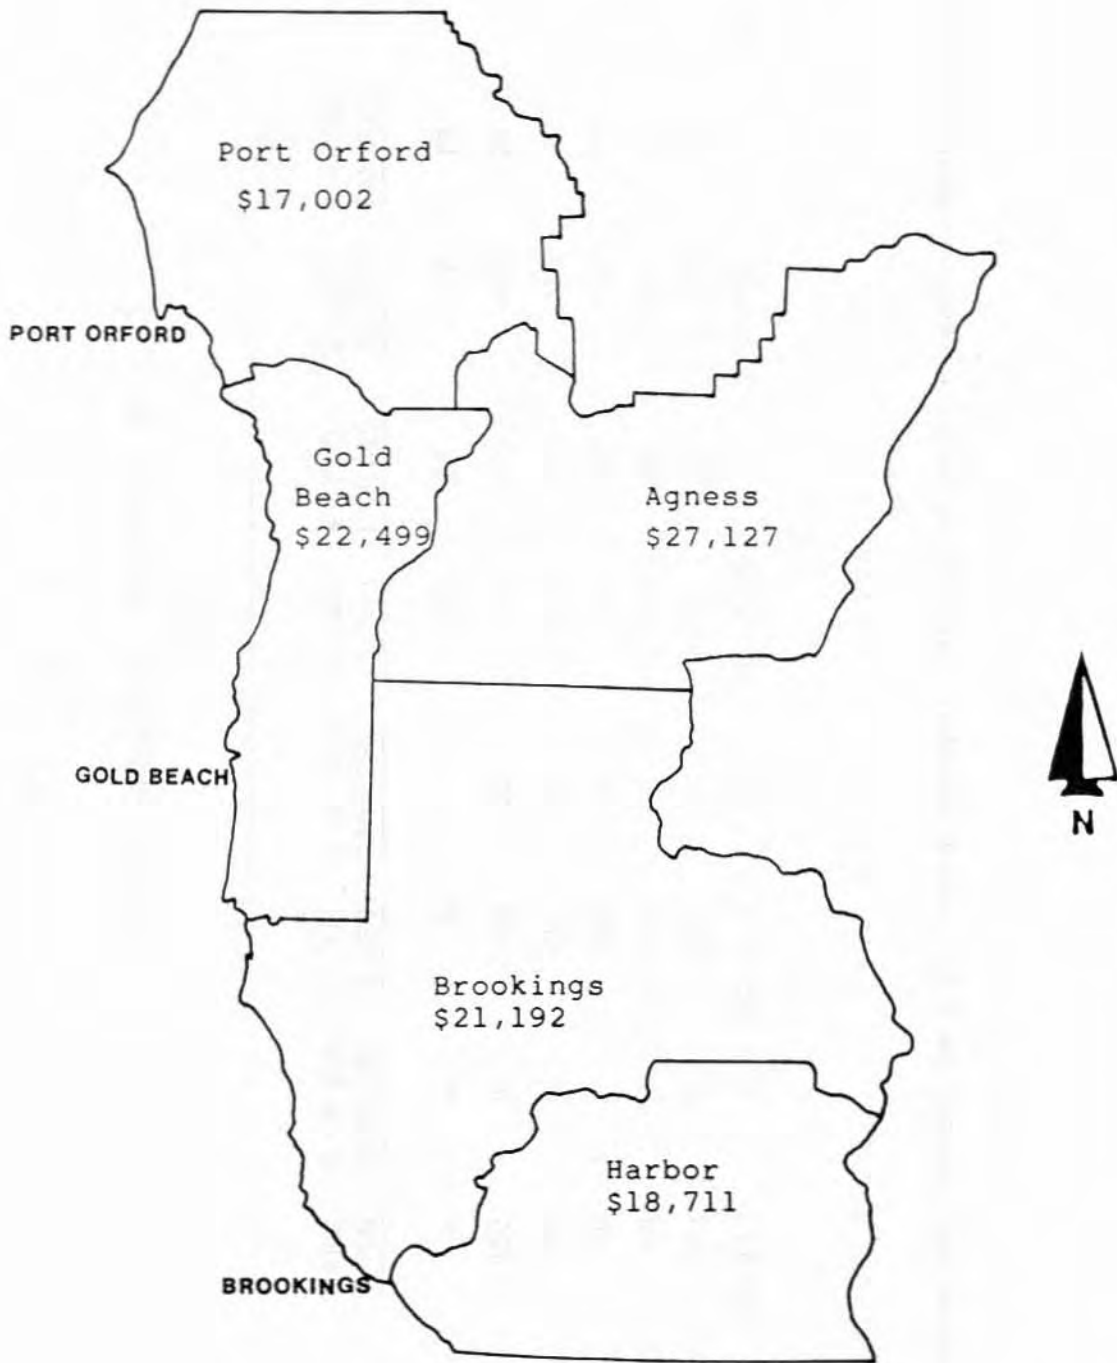 Port Orford
$17,002
PORT ORFORD
Gold
Beach
$22,499
Agness
$27,127
GOLD BEACH
N
Brookings
$21,192
Harbor
$18,711
BROOKINGS